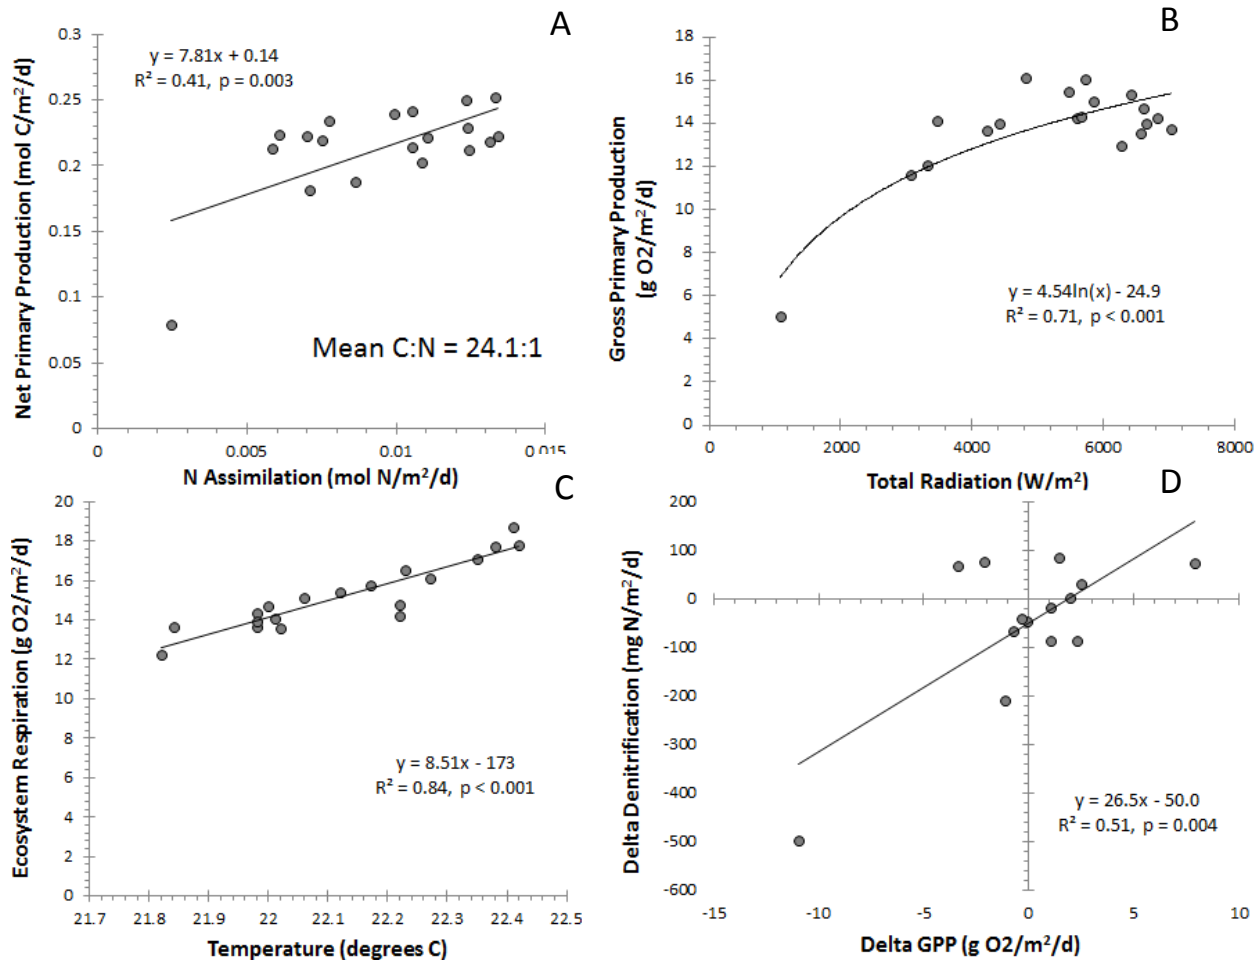 A
y = 7.81x + 0.14
R² = 0.41, p = 0.003
Mean C:N = 24.1:1
Net Primary Production (mol C/m²/d)
0.3
0.25
0.2
0.15
0.1
0.05
0
0 0.005 0.01 0.015
N Assimilation (mol N/m²/d)
B
y = 4.54ln(x) - 24.9
R² = 0.71, p < 0.001
Gross Primary Production
(g O2/m²/d)
18
16
14
12
10
8
6
4
2
0
0 2000 4000 6000 8000
Total Radiation (W/m²)
C
y = 8.51x - 173
R² = 0.84, p < 0.001
Ecosystem Respiration (g O2/m²/d)
20
18
16
14
12
10
8
6
4
2
0
21.7 21.8 21.9 22 22.1 22.2 22.3 22.4 22.5
Temperature (degrees C)
D
y = 26.5x - 50.0
R² = 0.51, p = 0.004
Delta Denitrification (mg N/m²/d)
200
100
0
-100
-200
-300
-400
-500
-600
-15 -10 -5 0 5 10
Delta GPP (g O2/m²/d)